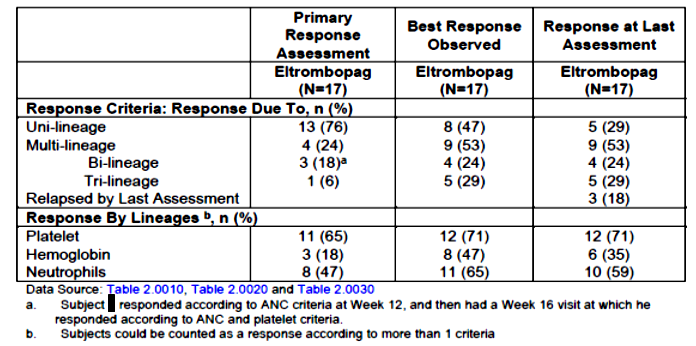 Primary Response Assessment Best Response Observed Response at Last Assessment
Eltrombopag (N=17) Eltrombopag (N=17) Eltrombopag (N=17)
Response Criteria: Response Due To, n (%)
Uni-lineage 13 (76) 8 (47) 5 (29)
Multi-lineage 4 (24) 9 (53) 9 (53)
Bi-lineage 3 (18)a 4 (24) 4 (24)
Tri-lineage 1 (6) 5 (29) 5 (29)
Relapsed by Last Assessment 3 (18)
Response By Lineages b, n (%)
Platelet 11 (65) 12 (71) 12 (71)
Hemoglobin 3 (18) 8 (47) 6 (35)
Neutrophils 8 (47) 11 (65) 10 (59)
Data Source: Table 2.0010, Table 2.0020 and Table 2.0030
a. Subject responded according to ANC criteria at Week 12, and then had a Week 16 visit at which he
responded according to ANC and platelet criteria.
b. Subjects could be counted as a response according to more than 1 criteria